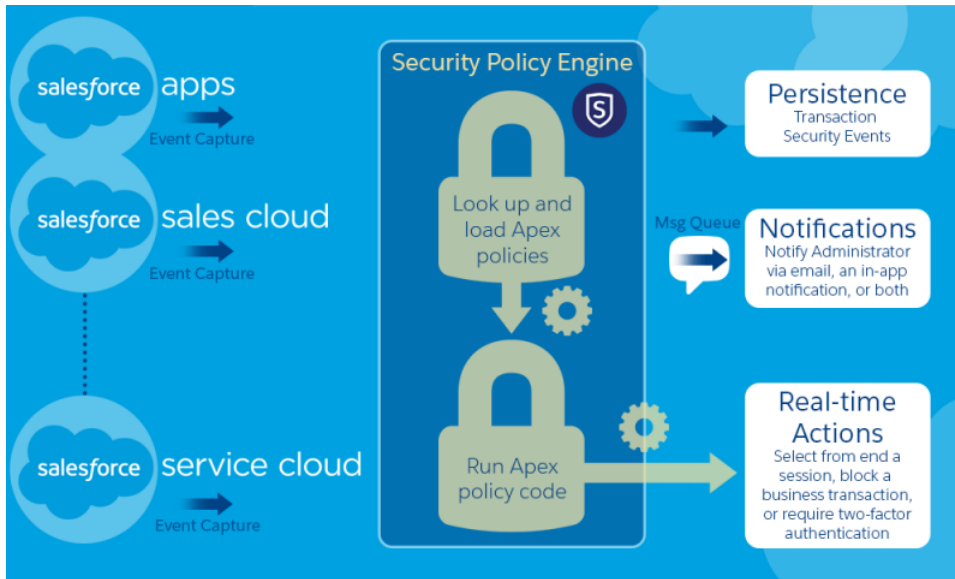 salesforce apps
Event Capture
salesforce sales cloud
Event Capture
salesforce service cloud
Event Capture
Security Policy Engine
S
Look up and
load Apex
policies
Run Apex
policy code
Persistence
Transaction
Security Events
Msg Queue
Notifications
Notify Administrator
via email, an in-app
notification, or both
Real-time
Actions
Select from end a
session, block a
business transaction,
or require two-factor
authentication